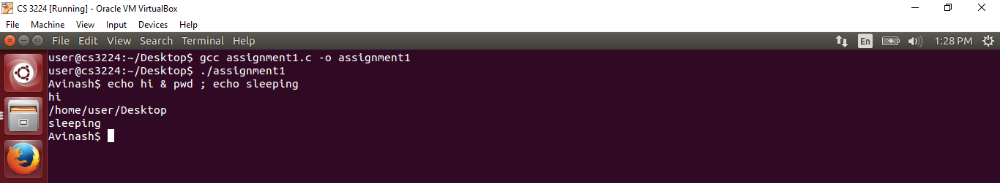 CS 3224 [Running] - Oracle VM VirtualBox
File Machine View Input Devices Help
File Edit View Search Terminal Help En 1:28 PM
user@cs3224:~/Desktop$ gcc assignment1.c -o assignment1
user@cs3224:~/Desktop$ ./assignment1
Avinash$ echo hi & pwd ; echo sleeping
hi
/home/user/Desktop
sleeping
Avinash$